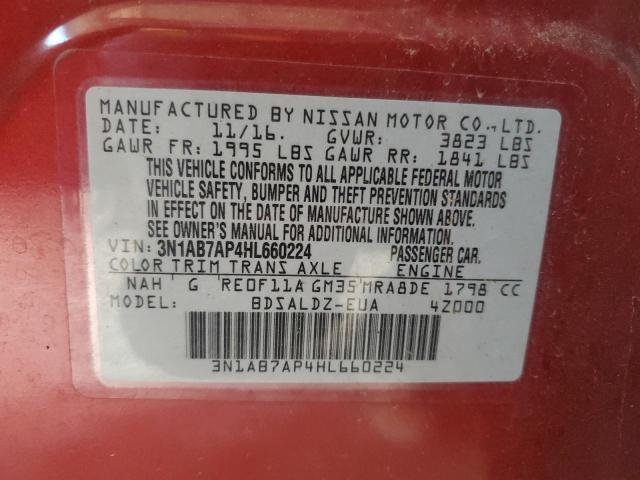 MANUFACTURED BY NISSAN MOTOR CO., LTD.
DATE: 11/16. GVWR: 3823 LBS
GAWR FR: 1995 LBS GAWR RR: 1841 LBS
THIS VEHICLE CONFORMS TO ALL APPLICABLE FEDERAL MOTOR
VEHICLE SAFETY, BUMPER AND THEFT PREVENTION STANDARDS
IN EFFECT ON THE DATE OF MANUFACTURE SHOWN ABOVE.
SEE OWNER'S MANUAL FOR ADDITIONAL INFORMATION
VIN: 3N1AB7AP4HL660224 PASSENGER CAR.
COLOR TRIM TRANS AXLE ENGINE
NAH G RE0F11A GM35 MRA8DE 1798 CC
MODEL: BDSALDZ-EUA 4Z000
3N1AB7AP4HL660224